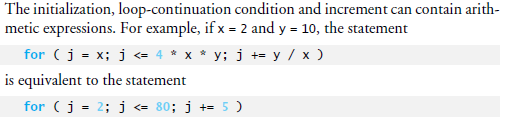 The initialization, loop-continuation condition and increment can contain arith-
metic expressions. For example, if x = 2 and y = 10, the statement
for ( j = x; j <= 4 * x * y; j += y / x )
is equivalent to the statement
for ( j = 2; j <= 80; j += 5 )